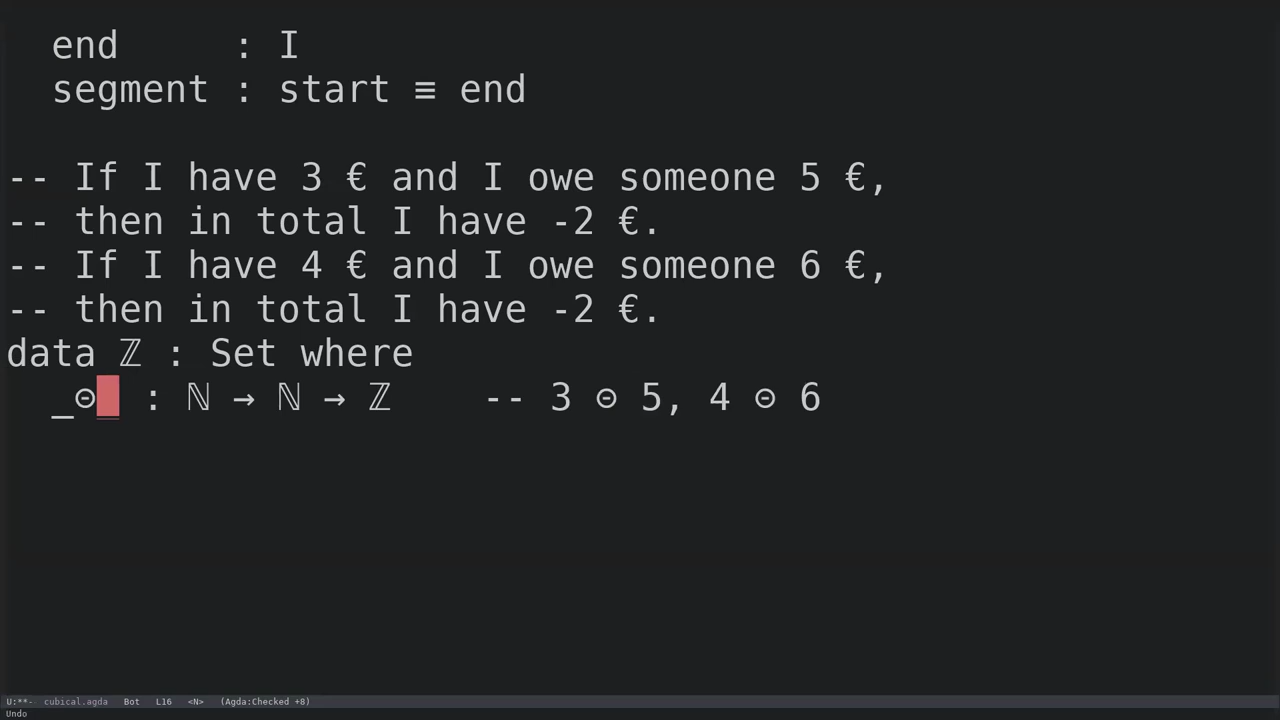 end     : I
segment : start ≡ end
-- If I have 3 € and I owe someone 5 €,
-- then in total I have -2 €.
-- If I have 4 € and I owe someone 6 €,
-- then in total I have -2 €.
data ℤ : Set where
_⊝_ : ℕ → ℕ → ℤ    -- 3 ⊝ 5, 4 ⊝ 6
U:**-  cubical.agda   Bot   L16   <N>   (Agda:Checked +8)
Undo